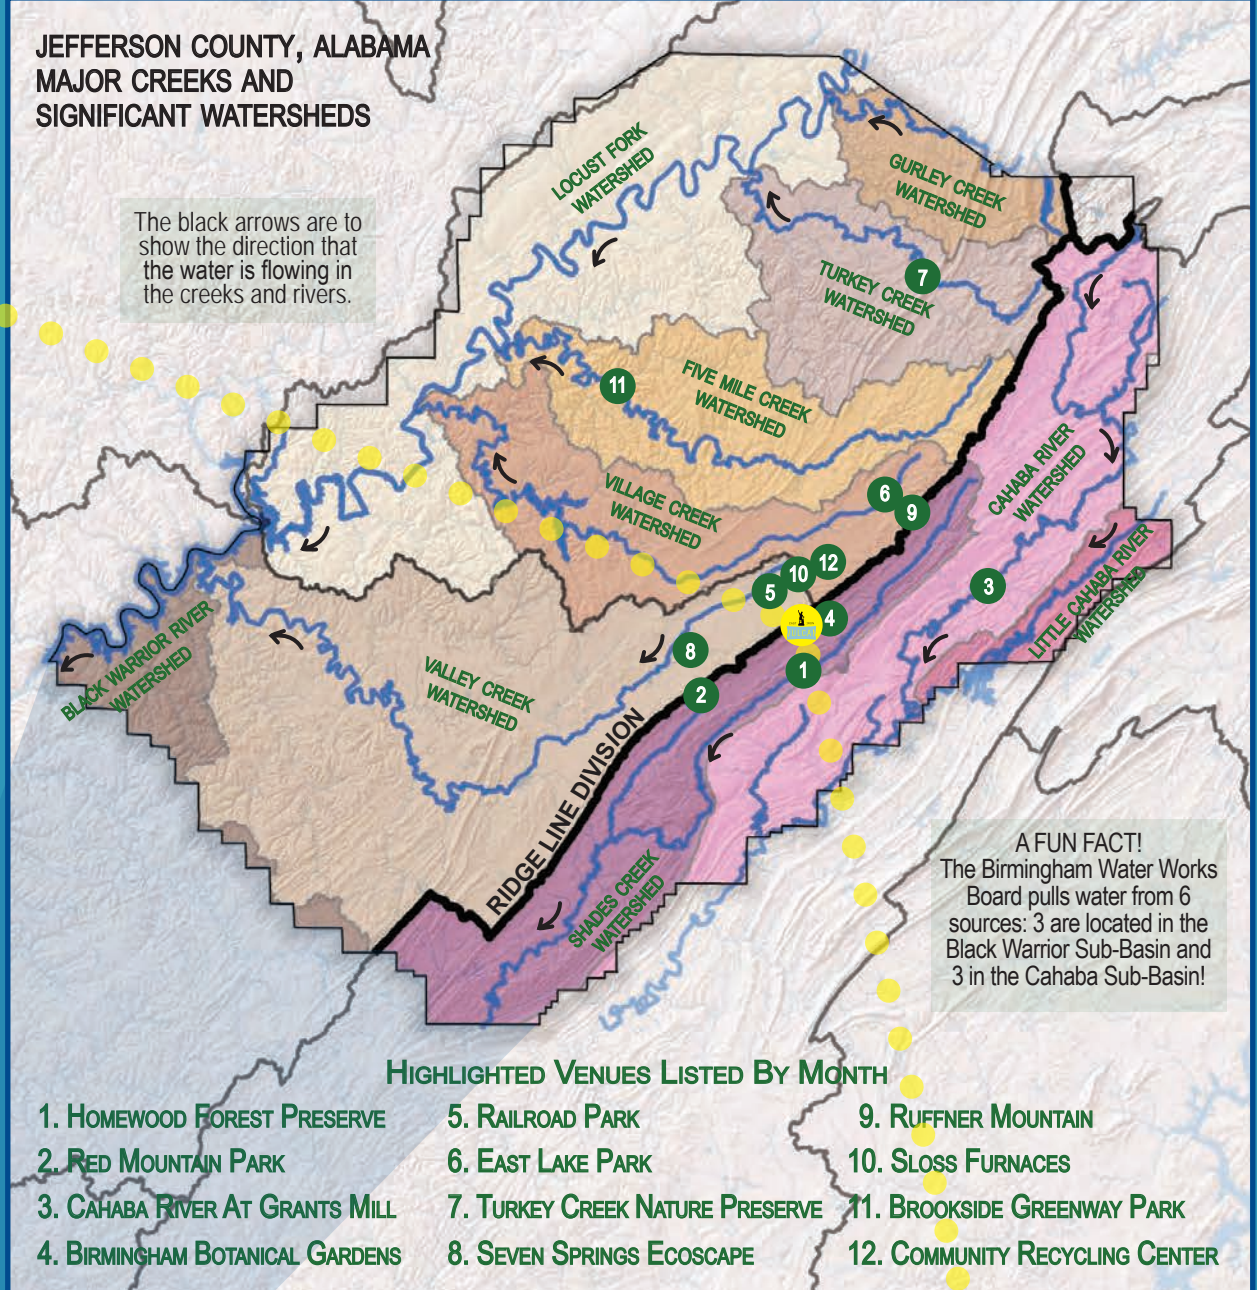 JEFFERSON COUNTY, ALABAMA
MAJOR CREEKS AND
SIGNIFICANT WATERSHEDS
The black arrows are to
show the direction that
the water is flowing in
the creeks and rivers.
LOCUST FORK
WATERSHED
GURLEY CREEK
WATERSHED
TURKEY CREEK
WATERSHED
7
FIVE MILE CREEK
WATERSHED
11
VILLAGE CREEK
WATERSHED
6
9
CAHABA RIVER
WATERSHED
3
LITTLE CAHABA RIVER
WATERSHED
12
10
5
4
1
8
2
BLACK WARRIOR RIVER
WATERSHED
VALLEY CREEK
WATERSHED
RIDGE LINE DIVISION
SHADES CREEK
WATERSHED
A FUN FACT!
The Birmingham Water Works
Board pulls water from 6
sources: 3 are located in the
Black Warrior Sub-Basin and
3 in the Cahaba Sub-Basin!
HIGHLIGHTED VENUES LISTED BY MONTH
1. HOMEWOOD FOREST PRESERVE
2. RED MOUNTAIN PARK
3. CAHABA RIVER AT GRANTS MILL
4. BIRMINGHAM BOTANICAL GARDENS
5. RAILROAD PARK
6. EAST LAKE PARK
7. TURKEY CREEK NATURE PRESERVE
8. SEVEN SPRINGS ECOSCAPE
9. RUFFNER MOUNTAIN
10. SLOSS FURNACES
11. BROOKSIDE GREENWAY PARK
12. COMMUNITY RECYCLING CENTER